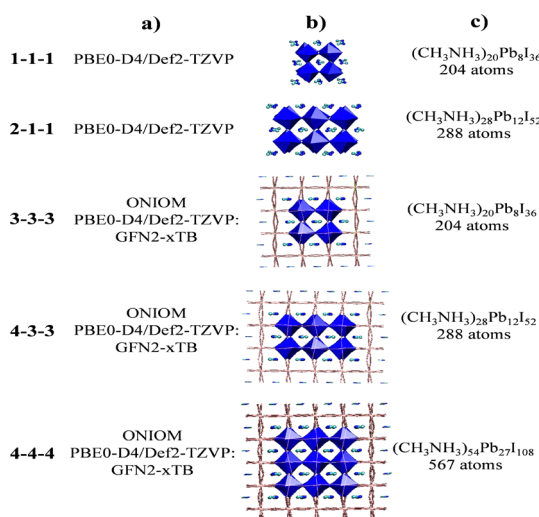 a) b) c)
1-1-1 PBE0-D4/Def2-TZVP (CH₃NH₃)₂₀Pb₈I₃₆
204 atoms
2-1-1 PBE0-D4/Def2-TZVP (CH₃NH₃)₂₈Pb₁₂I₅₂
288 atoms
ONIOM
3-3-3 PBE0-D4/Def2-TZVP: (CH₃NH₃)₂₀Pb₈I₃₆
GFN2-xTB 204 atoms
ONIOM
4-3-3 PBE0-D4/Def2-TZVP: (CH₃NH₃)₂₈Pb₁₂I₅₂
GFN2-xTB 288 atoms
ONIOM
4-4-4 PBE0-D4/Def2-TZVP: (CH₃NH₃)₅₄Pb₂₇I₁₀₈
GFN2-xTB 567 atoms